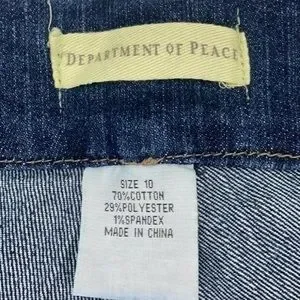 DEPARTMENT OF PEACE
SIZE 10
70%COTTON
29%POLYESTER
1%SPANDEX
MADE IN CHINA